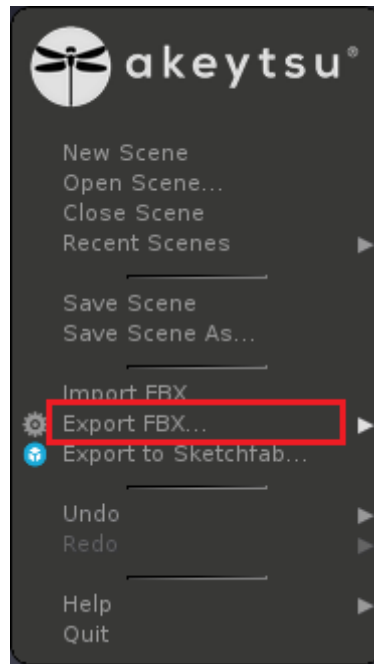 akeytsu®
New Scene
Open Scene...
Close Scene
Recent Scenes
Save Scene
Save Scene As...
Import FBX
Export FBX...
Export to Sketchfab...
Undo
Redo
Help
Quit